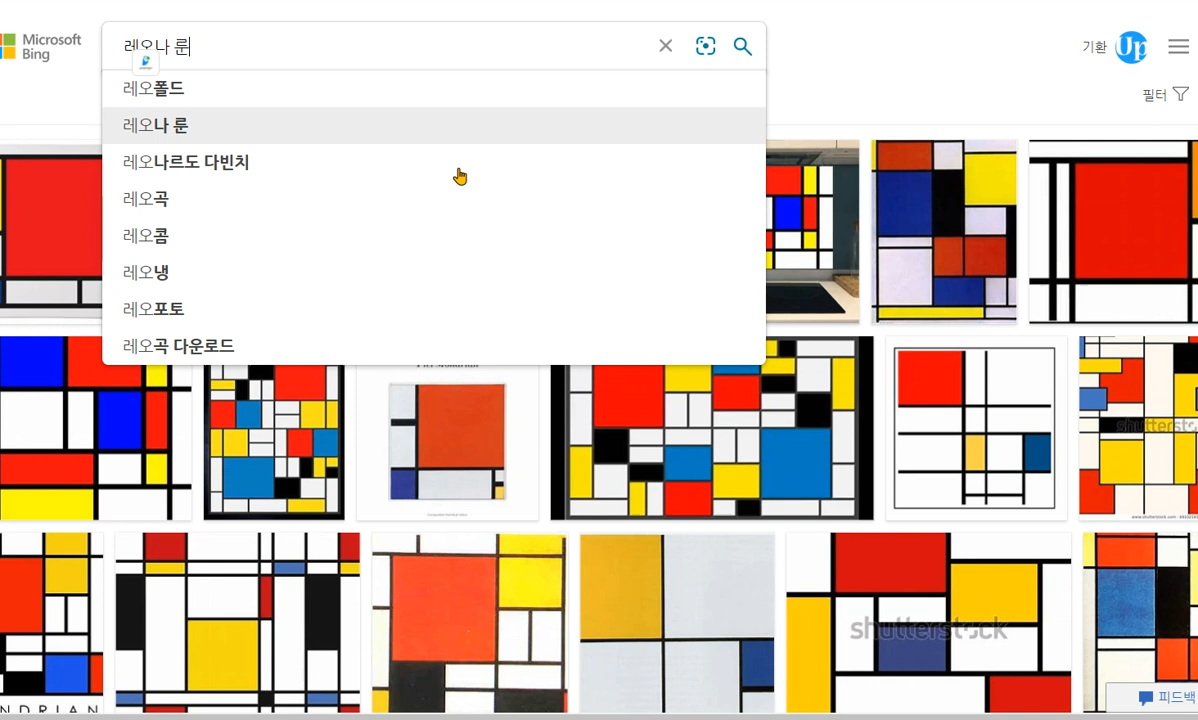 Microsoft
Bing
레오나 룬
기환
Up
필터
레오폴드
레오나 룬
레오나르도 다빈치
레오곡
레오콤
레오냉
레오포토
레오곡 다운로드
shutterstock
NDRIAN
피드백